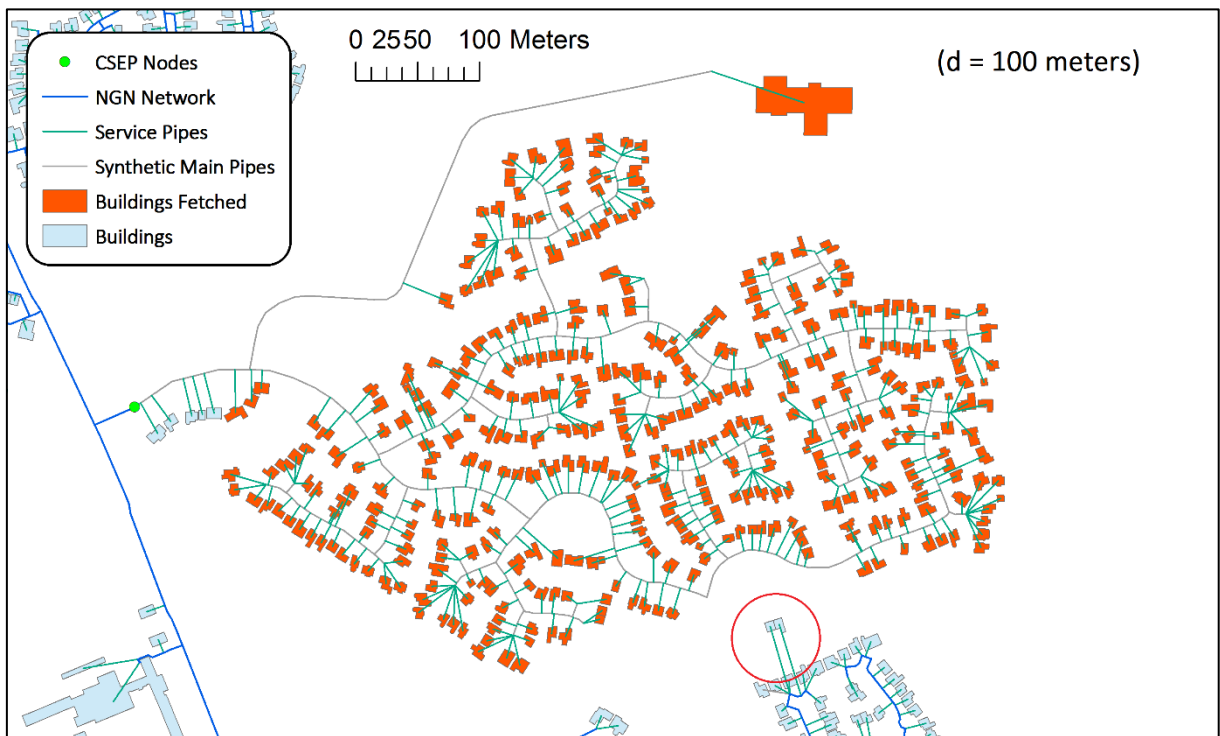 0 2550 100 Meters
(d = 100 meters)
CSEP Nodes
NGN Network
Service Pipes
Synthetic Main Pipes
Buildings Fetched
Buildings